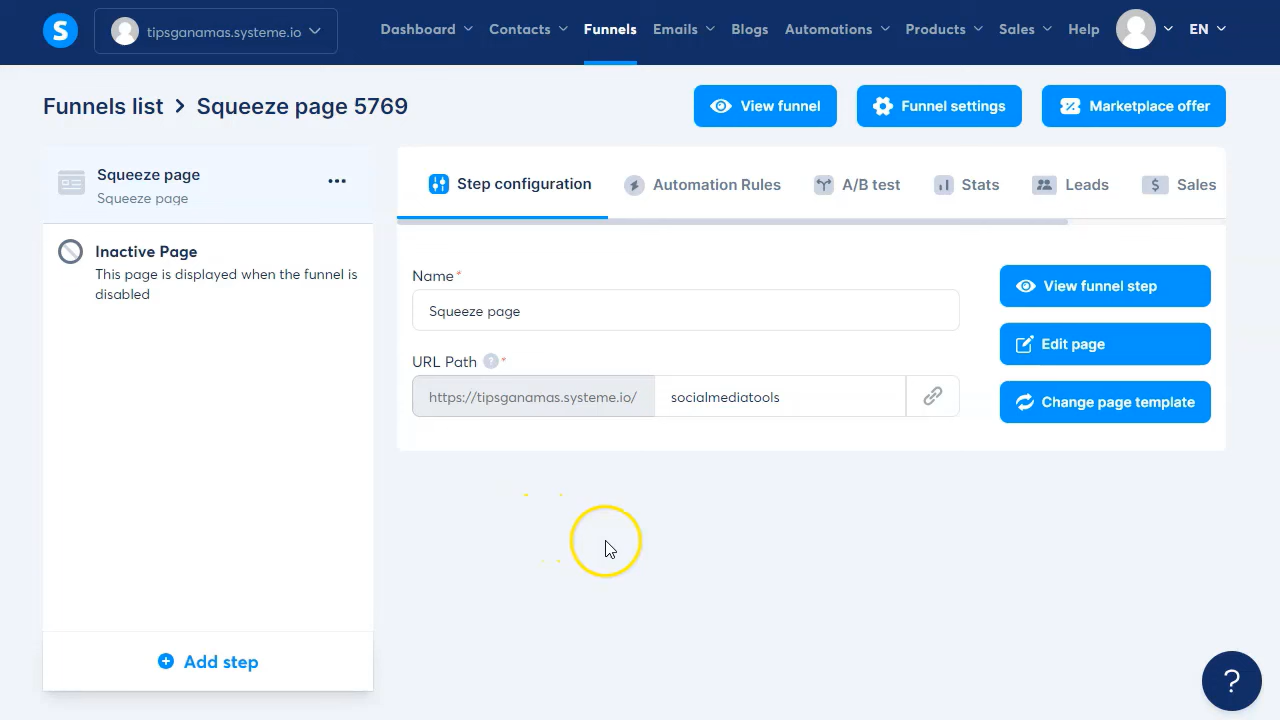 S
tipsganamas.systeme.io
Dashboard Contacts Funnels Emails Blogs Automations Products Sales Help EN
Funnels list > Squeeze page 5769
View funnel
Funnel settings
Marketplace offer
Squeeze page
Squeeze page
Inactive Page
This page is displayed when the funnel is
disabled
Add step
Step configuration
Automation Rules
A/B test
Stats
Leads
$ Sales
Name*
Squeeze page
URL Path ? *
https://tipsganamas.systeme.io/ socialmediatools
View funnel step
Edit page
Change page template
?